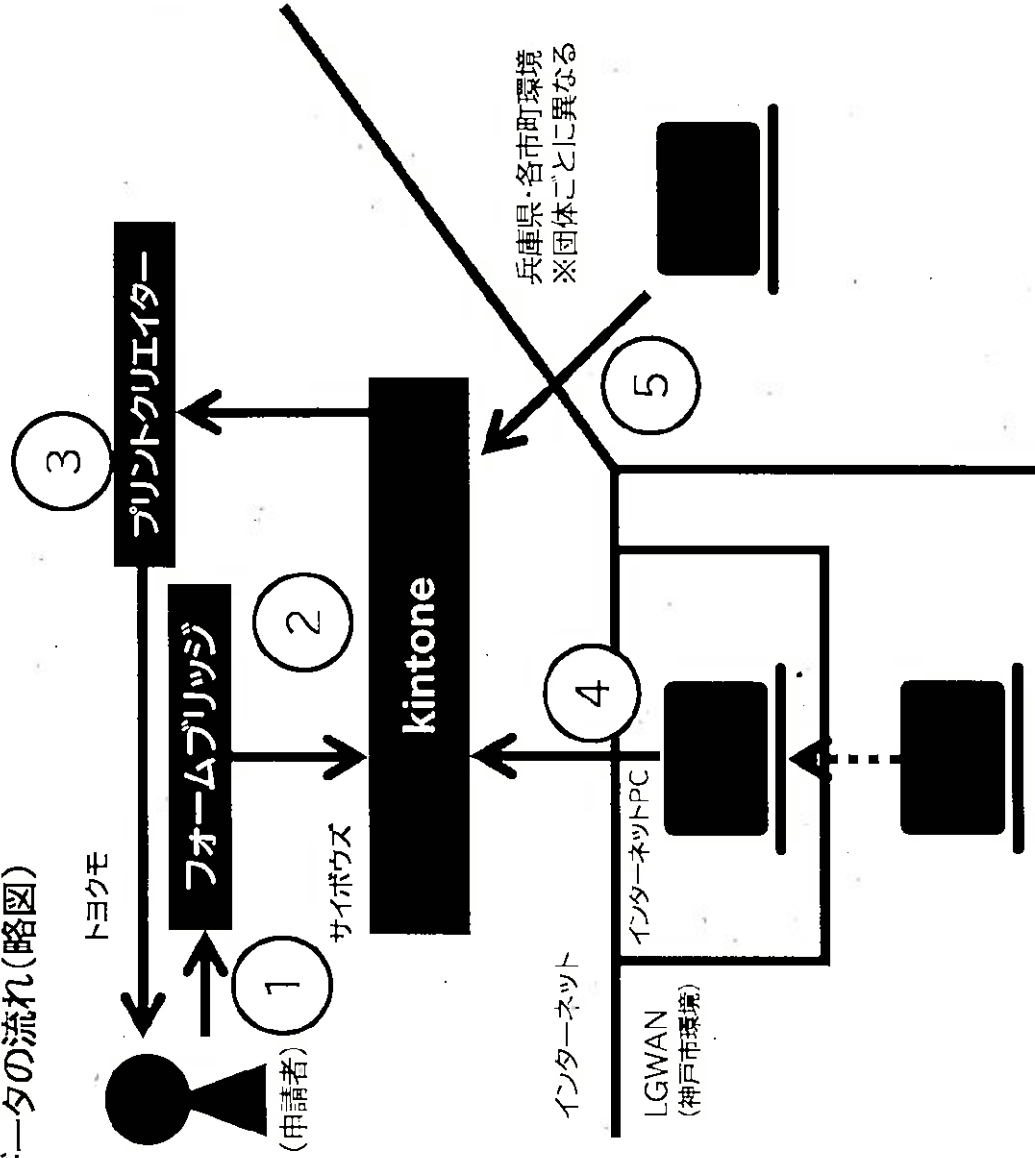 データの流れ(略図)
トヨクモ
③
プリントクリエイター
フォームブリッジ
①
(申請者)
②
サイボウズ
kintone
兵庫県・各市町環境
※団体ごとに異なる
インターネット
④
⑤
インターネットPC
LGWAN
(神戸市環境)